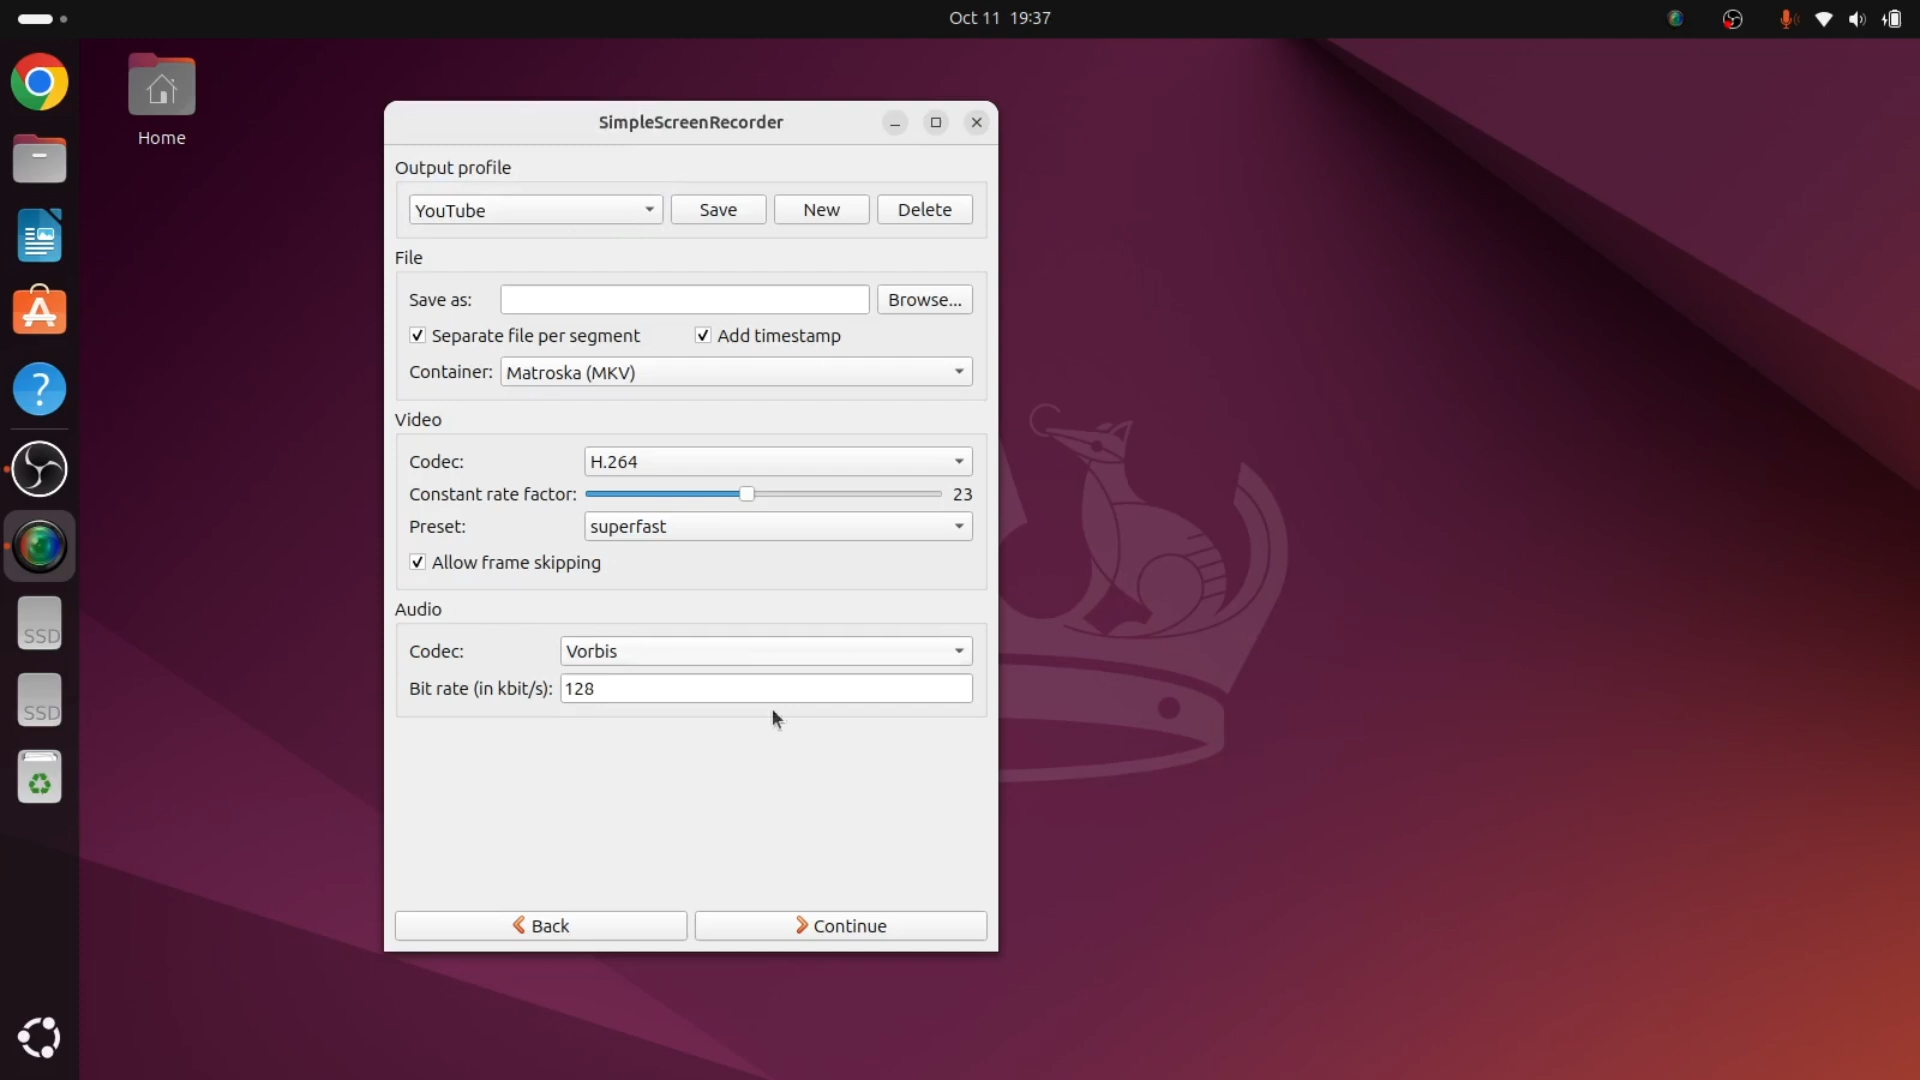 Oct 11 19:37
Home
SimpleScreenRecorder
Output profile
YouTube Save New Delete
File
Save as: Browse...
Separate file per segment Add timestamp
Container: Matroska (MKV)
Video
Codec: H.264
Constant rate factor: 23
Preset: superfast
Allow frame skipping
Audio
Codec: Vorbis
Bit rate (in kbit/s): 128
SSD
SSD
Back Continue